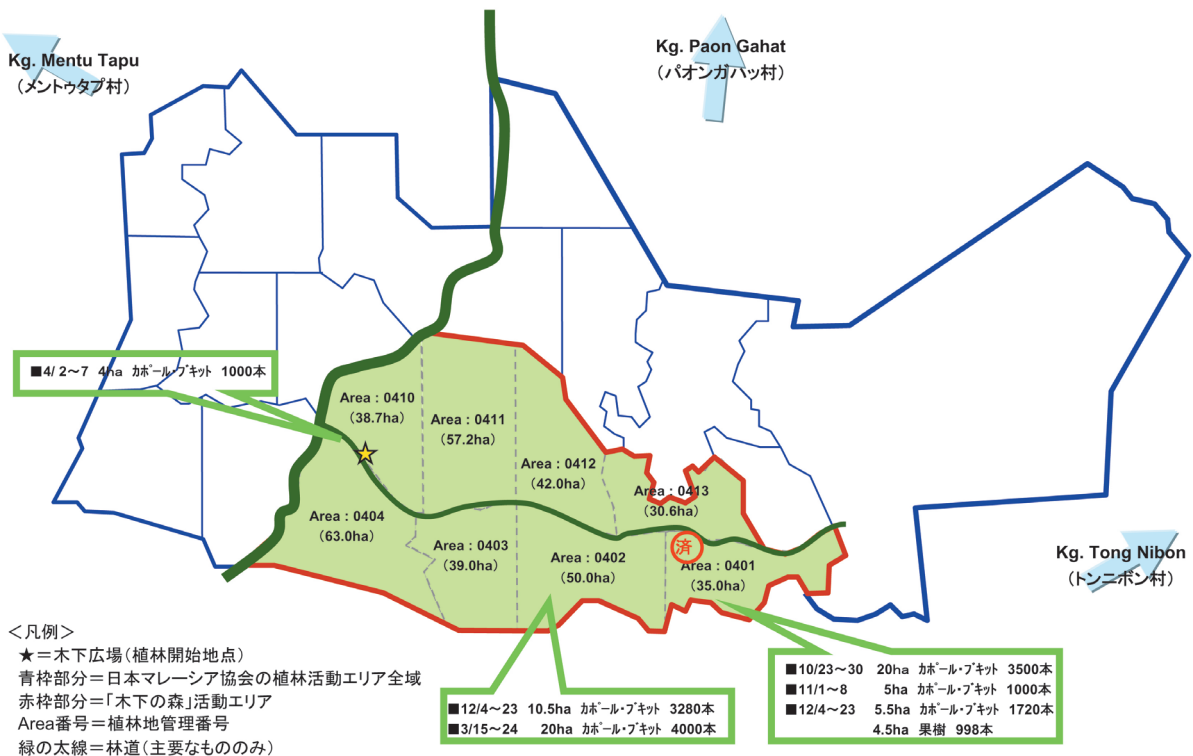 Kg. Mentu Tapu
（メントゥタプ村）
Kg. Paon Gahat
（パオンガハッ村）
■4/ 2～7 4ha カポール・ブキット 1000本
Area : 0410
（38.7ha）
Area : 0411
（57.2ha）
Area : 0412
（42.0ha）
Area : 0413
（30.6ha）
Area : 0404
（63.0ha）
Area : 0403
（39.0ha）
Area : 0402
（50.0ha）
済
Area : 0401
（35.0ha）
Kg. Tong Nibon
（トンニボン村）
＜凡例＞
★＝木下広場（植林開始地点）
青枠部分＝日本マレーシア協会の植林活動エリア全域
赤枠部分＝「木下の森」活動エリア
Area番号＝植林地管理番号
緑の太線＝林道（主要なもののみ）
■12/4～23 10.5ha カポール・ブキット 3280本
■3/15～24 20ha カポール・ブキット 4000本
■10/23～30 20ha カポール・ブキット 3500本
■11/1～8 5ha カポール・ブキット 1000本
■12/4～23 5.5ha カポール・ブキット 1720本
4.5ha 果樹 998本